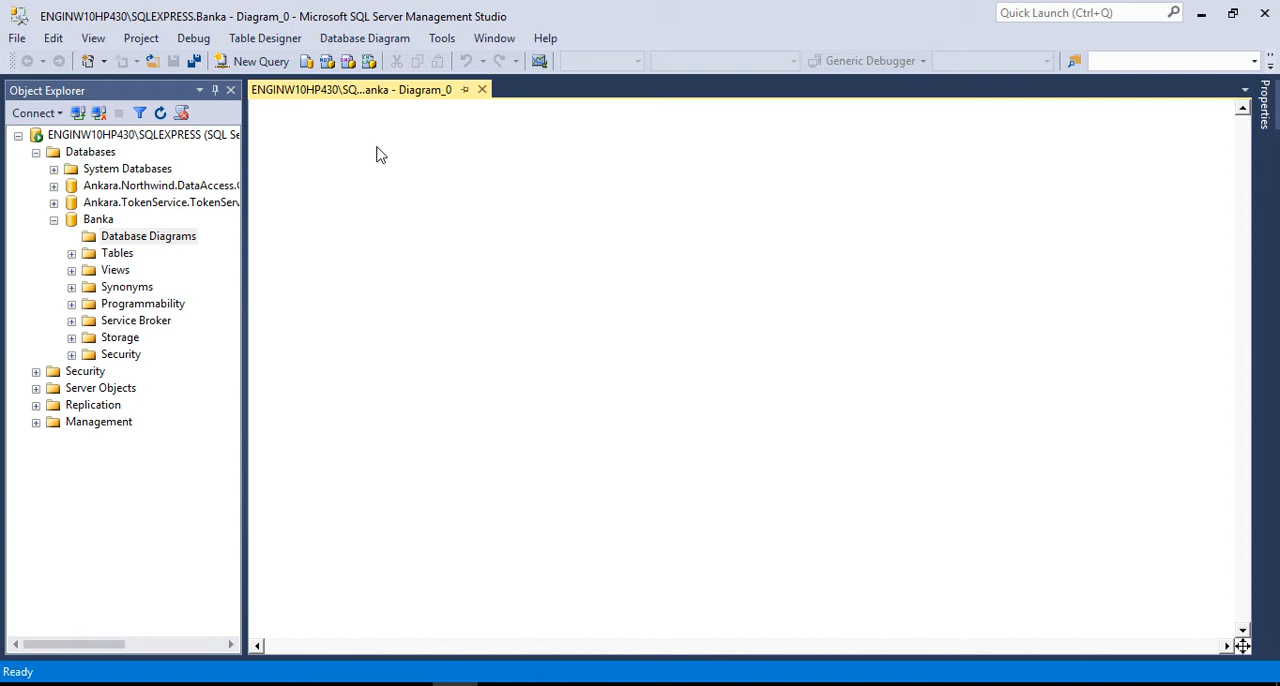 ENGINW10HP430\SQLEXPRESS.Banka - Diagram_0 - Microsoft SQL Server Management Studio
Quick Launch (Ctrl+Q)
File Edit View Project Debug Table Designer Database Diagram Tools Window Help
New Query
Generic Debugger
Object Explorer
ENGINW10HP430\SQ...anka - Diagram_0
Properties
Connect
ENGINW10HP430\SQLEXPRESS (SQL Se
Databases
System Databases
Ankara.Northwind.DataAccess.
Ankara.TokenService.TokenSer
Banka
Database Diagrams
Tables
Views
Synonyms
Programmability
Service Broker
Storage
Security
Security
Server Objects
Replication
Management
Ready